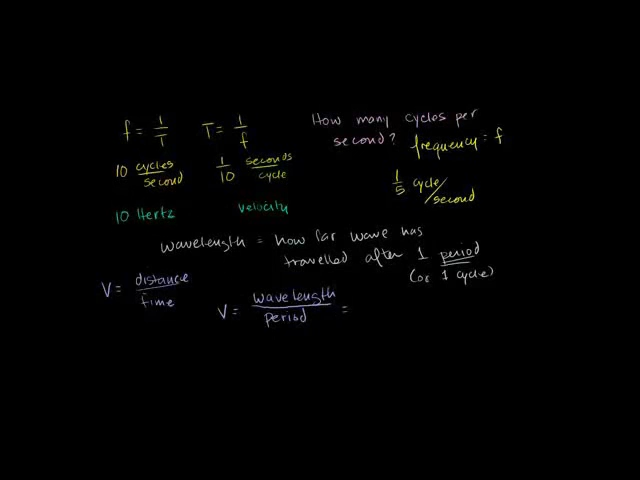 f = 1/T T = 1/f How many cycles per
second? frequency = f
10 cycles/second 1/10 seconds/cycle
1/5 cycle/second
10 Hertz velocity
wavelength = how far wave has
travelled after 1 period
(or 1 cycle)
V = distance/time
V = wavelength/period =